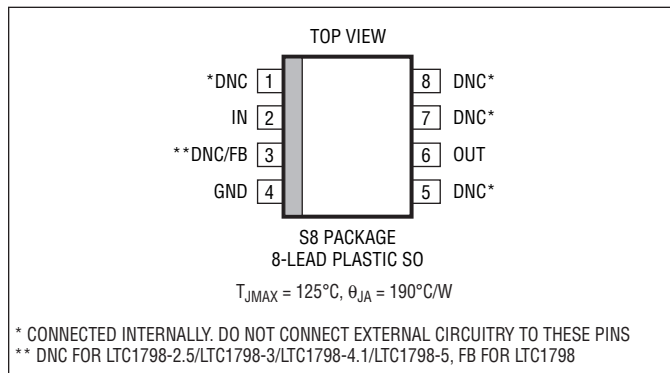 TOP VIEW
*DNC 1 8 DNC*
IN 2 7 DNC*
**DNC/FB 3 6 OUT
GND 4 5 DNC*
S8 PACKAGE
8-LEAD PLASTIC SO
TJMAX = 125°C, θJA = 190°C/W
* CONNECTED INTERNALLY. DO NOT CONNECT EXTERNAL CIRCUITRY TO THESE PINS
** DNC FOR LTC1798-2.5/LTC1798-3/LTC1798-4.1/LTC1798-5, FB FOR LTC1798